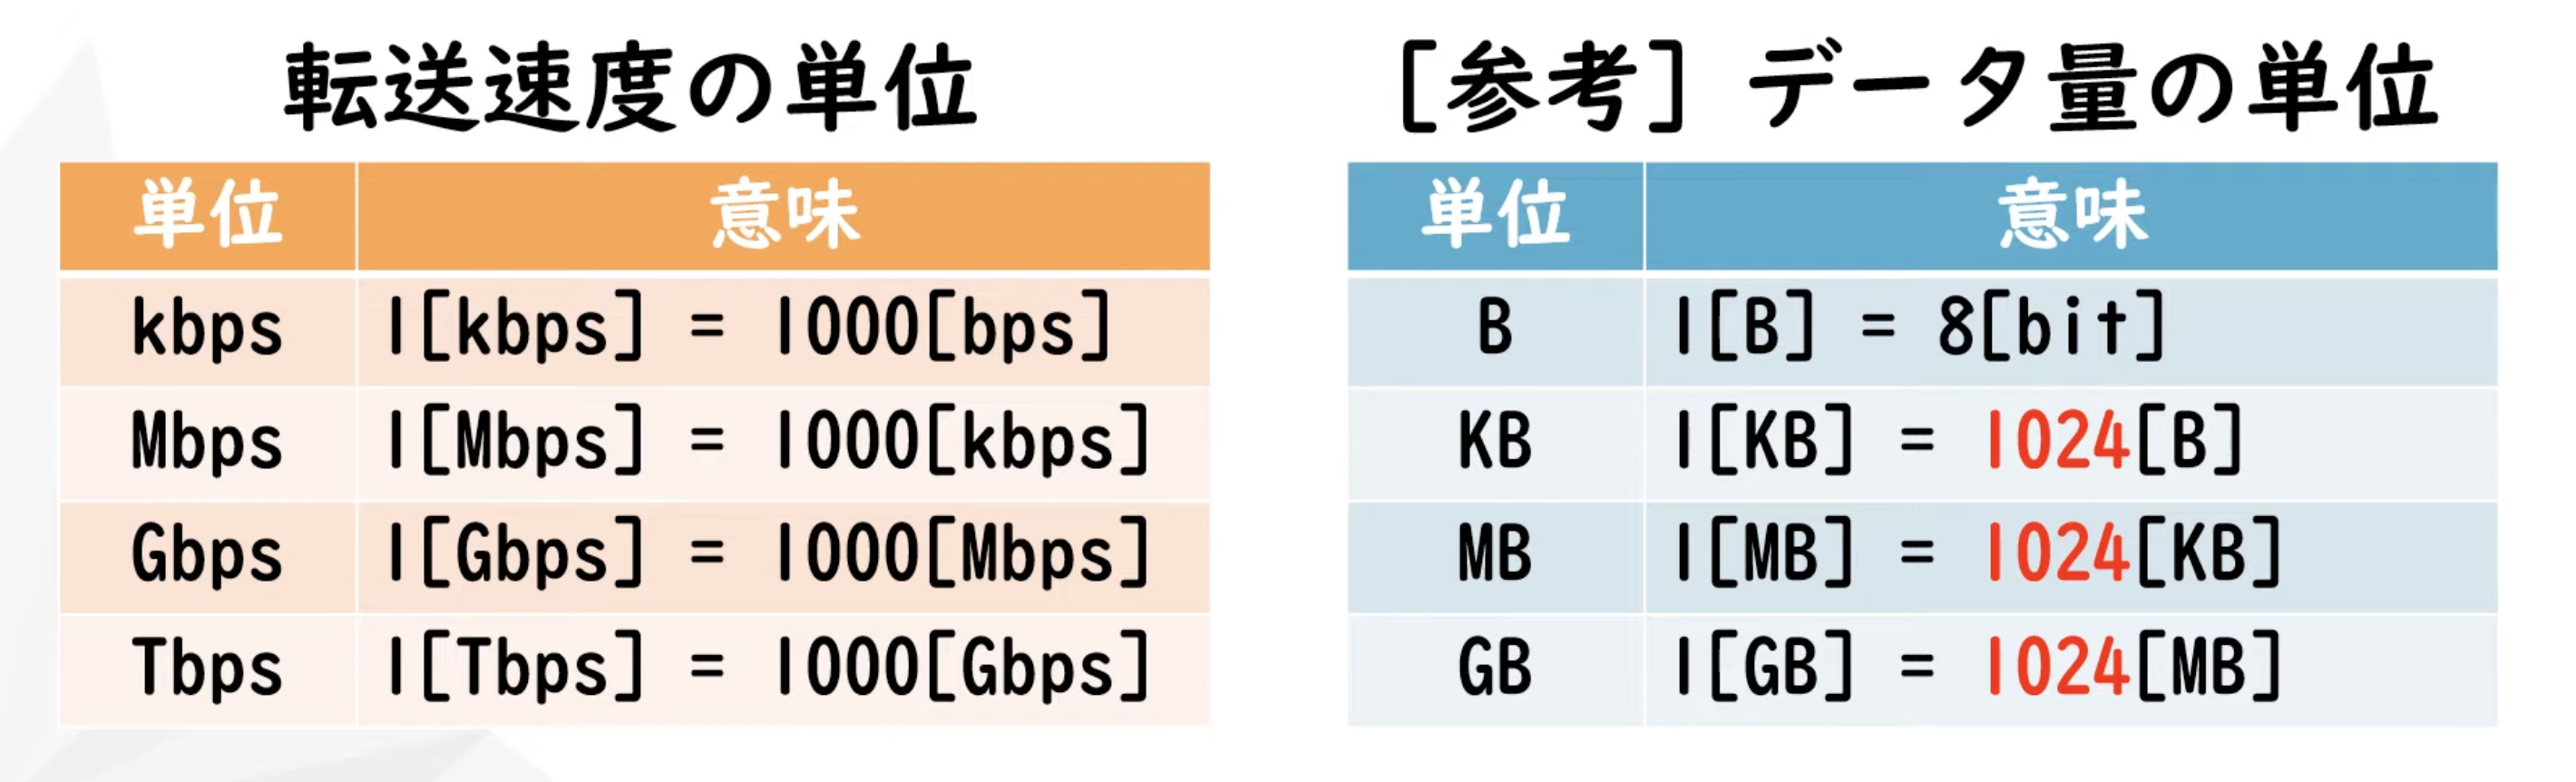 転送速度の単位
単位 意味
kbps 1[kbps] = 1000[bps]
Mbps 1[Mbps] = 1000[kbps]
Gbps 1[Gbps] = 1000[Mbps]
Tbps 1[Tbps] = 1000[Gbps]
[参考] データ量の単位
単位 意味
B 1[B] = 8[bit]
KB 1[KB] = 1024[B]
MB 1[MB] = 1024[KB]
GB 1[GB] = 1024[MB]